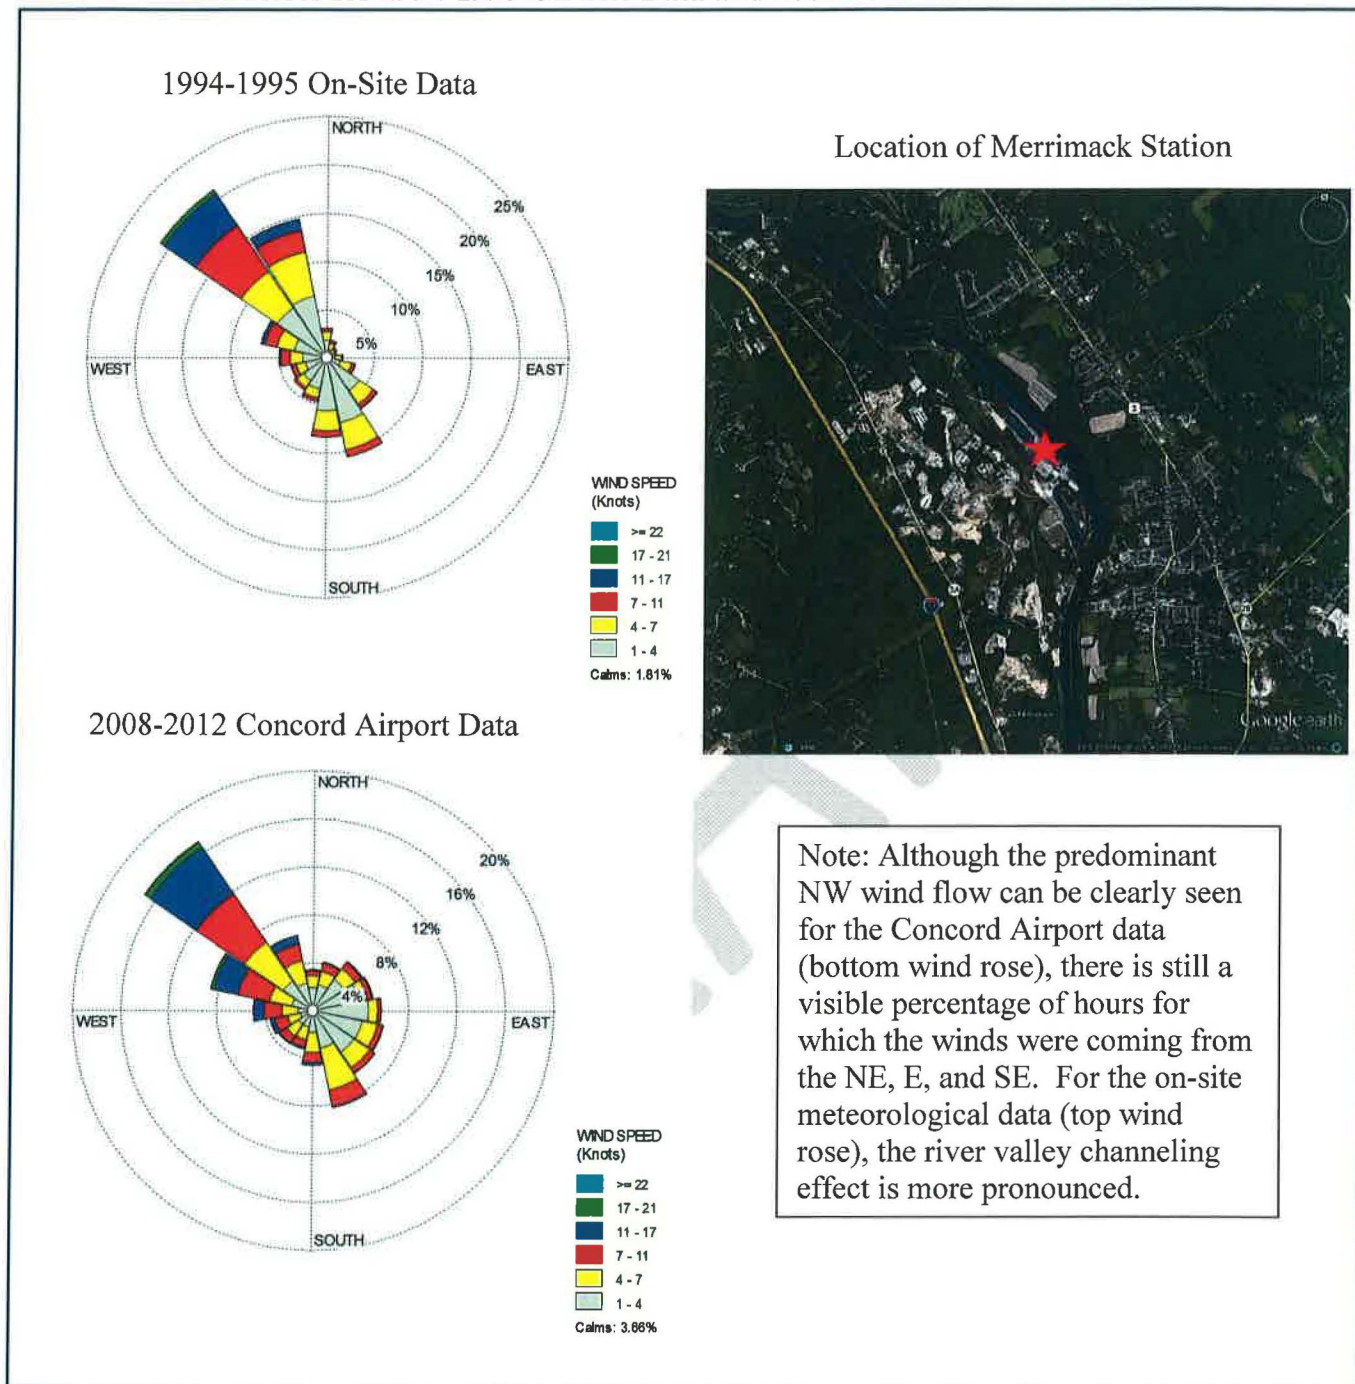 1994-1995 On-Site Data
NORTH
25%
20%
15%
10%
5%
WEST
EAST
SOUTH
WIND SPEED
(Knots)
>= 22
17 - 21
11 - 17
7 - 11
4 - 7
1 - 4
Calms: 1.81%
Location of Merrimack Station
3
Google earth
2008-2012 Concord Airport Data
NORTH
20%
16%
12%
8%
4%
WEST
EAST
SOUTH
WIND SPEED
(Knots)
>= 22
17 - 21
11 - 17
7 - 11
4 - 7
1 - 4
Calms: 3.66%
Note: Although the predominant
NW wind flow can be clearly seen
for the Concord Airport data
(bottom wind rose), there is still a
visible percentage of hours for
which the winds were coming from
the NE, E, and SE. For the on-site
meteorological data (top wind
rose), the river valley channeling
effect is more pronounced.